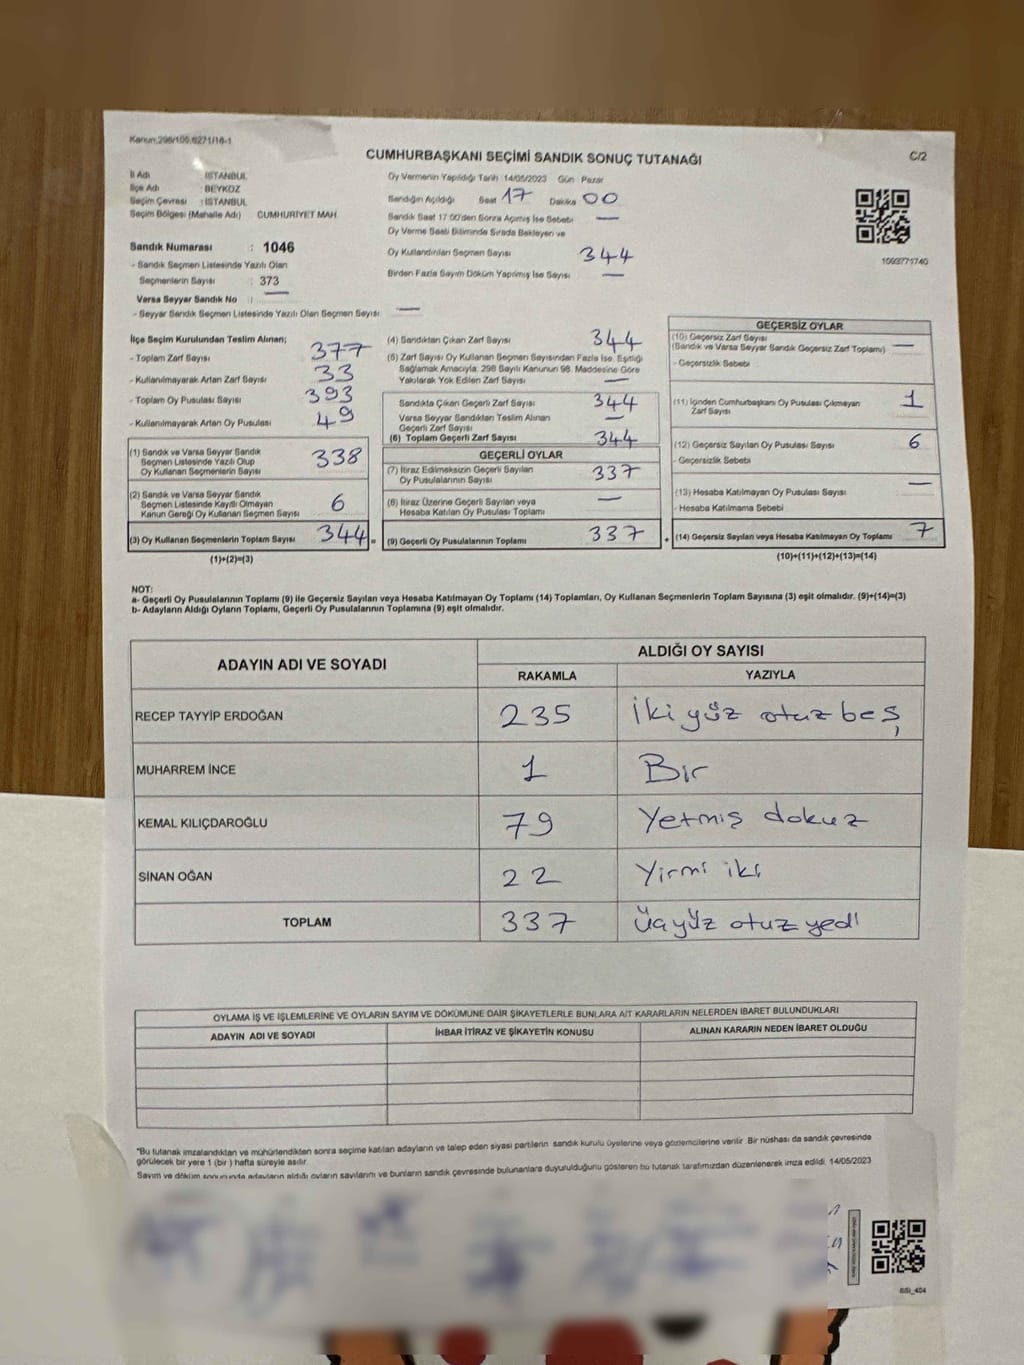 Kanun:298/105,6271/16-1
CUMHURBAŞKANI SEÇİMİ SANDIK SONUÇ TUTANAĞI
C/2
İl Adı : İSTANBUL
İlçe Adı : BEYKOZ
Seçim Çevresi : İSTANBUL
Seçim Bölgesi (Mahalle Adı) CUMHURİYET MAH.
Sandık Numarası : 1046
- Sandık Seçmen Listesinde Yazılı Olan
Seçmenlerin Sayısı : 373
Varsa Seyyar Sandık No : —
- Seyyar Sandık Seçmen Listesinde Yazılı Olan Seçmen Sayısı —
Oy Vermenin Yapıldığı Tarih :14/05/2023 Gün : Pazar
Sandığın Açıldığı Saat 17 Dakika 00
Sandık Saat 17:00'den Sonra Açılmış İse Sebebi —
Oy Verme Saati Bitiminde Sırada Bekleyen ve
Oy Kullandırılan Seçmen Sayısı 344
Birden Fazla Sayım Döküm Yapılmış İse Sayısı —
1093771740
İlçe Seçim Kurulundan Teslim Alınan;
- Toplam Zarf Sayısı 377
- Kullanılmayarak Artan Zarf Sayısı 33
- Toplam Oy Pusulası Sayısı 393
- Kullanılmayarak Artan Oy Pusulası 49
(1) Sandık ve Varsa Seyyar Sandık
Seçmen Listesinde Yazılı Olup
Oy Kullanan Seçmenlerin Sayısı 338
(2) Sandık ve Varsa Seyyar Sandık
Seçmen Listesinde Kayıtlı Olmayan
Kanun Gereği Oy Kullanan Seçmen Sayısı 6
(3) Oy Kullanan Seçmenlerin Toplam Sayısı 344 =
(1)+(2)=(3)
(4) Sandıktan Çıkan Zarf Sayısı 344
(5) Zarf Sayısı Oy Kullanan Seçmen Sayısından Fazla İse, Eşitliği
Sağlamak Amacıyla, 298 Sayılı Kanunun 98. Maddesine Göre
Yakılarak Yok Edilen Zarf Sayısı —
Sandıkta Çıkan Geçerli Zarf Sayısı 344
Varsa Seyyar Sandıktan Teslim Alınan
Geçerli Zarf Sayısı —
(6) Toplam Geçerli Zarf Sayısı 344
GEÇERLİ OYLAR
(7) İtiraz Edilmeksizin Geçerli Sayılan
Oy Pusulalarının Sayısı 337
(8) İtiraz Üzerine Geçerli Sayılan veya
Hesaba Katılan Oy Pusulası Toplamı —
(9) Geçerli Oy Pusulalarının Toplamı 337 +
GEÇERSİZ OYLAR
(10) Geçersiz Zarf Sayısı
(Sandık ve Varsa Seyyar Sandık Geçersiz Zarf Toplamı) —
- Geçersizlik Sebebi
(11) İçinden Cumhurbaşkanı Oy Pusulası Çıkmayan
Zarf Sayısı 1
(12) Geçersiz Sayılan Oy Pusulası Sayısı 6
- Geçersizlik Sebebi
(13) Hesaba Katılmayan Oy Pusulası Sayısı —
- Hesaba Katılmama Sebebi
(14) Geçersiz Sayılan veya Hesaba Katılmayan Oy Toplamı 7
(10)+(11)+(12)+(13)=(14)
NOT:
a- Geçerli Oy Pusulalarının Toplamı (9) ile Geçersiz Sayılan veya Hesaba Katılmayan Oy Toplamı (14) Toplamları, Oy Kullanan Seçmenlerin Toplam Sayısına (3) eşit olmalıdır. (9)+(14)=(3)
b- Adayların Aldığı Oyların Toplamı, Geçerli Oy Pusulalarının Toplamına (9) eşit olmalıdır.
ADAYIN ADI VE SOYADI
ALDIĞI OY SAYISI
RAKAMLA YAZIYLA
RECEP TAYYİP ERDOĞAN 235 İki yüz otuz beş
MUHARREM İNCE 1 Bir
KEMAL KILIÇDAROĞLU 79 Yetmiş dokuz
SİNAN OĞAN 22 Yirmi iki
TOPLAM 337 Üçyüz otuz yedi
OYLAMA İŞ VE İŞLEMLERİNE VE OYLARIN SAYIM VE DÖKÜMÜNE DAİR ŞİKAYETLERLE BUNLARA AİT KARARLARIN NELERDEN İBARET BULUNDUKLARI
ADAYIN ADI VE SOYADI İHBAR İTİRAZ VE ŞİKAYETİN KONUSU ALINAN KARARIN NEDEN İBARET OLDUĞU
*Bu tutanak imzalandıktan ve mühürlendikten sonra seçime katılan adayların ve talep eden siyasi partilerin sandık kurulu üyelerine veya gözlemcilerine verilir. Bir nüshası da sandık çevresinde
görülecek bir yere 1 (bir) hafta süreyle asılır.
Sayım ve döküm sonucunda adayların aldığı oyların sayılarını ve bunların sandık çevresinde bulunanlara duyurulduğunu gösteren bu tutanak tarafımızdan düzenlenerek imza edildi. 14/05/2023